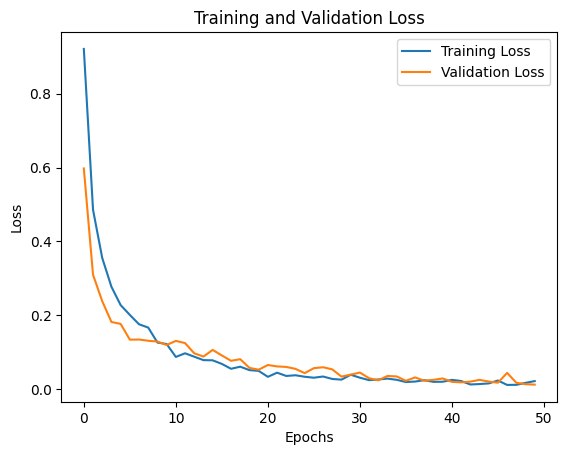 Training and Validation Loss
Training Loss
Validation Loss
0.8
0.6
0.4
0.2
0.0
Loss
0 10 20 30 40 50
Epochs